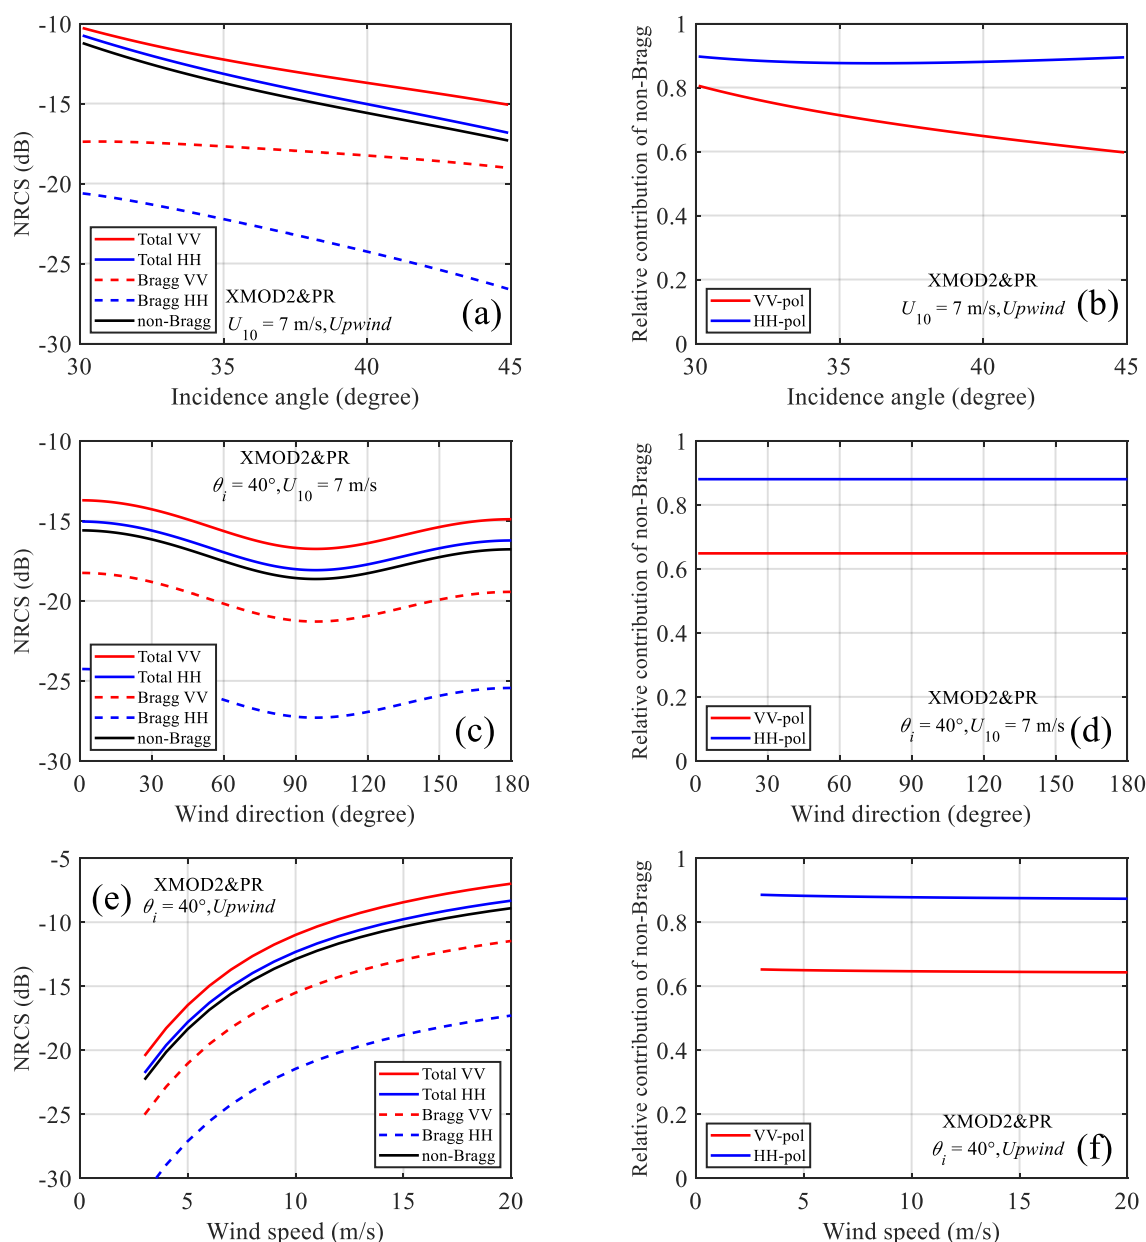 -10
-15
-20
-25
-30
NRCS (dB)
Total VV
Total HH
Bragg VV
Bragg HH
non-Bragg
XMOD2&PR
U10 = 7 m/s,Upwind
(a)
30
35
40
45
Incidence angle (degree)
1
0.8
0.6
0.4
0.2
0
Relative contribution of non-Bragg
VV-pol
HH-pol
XMOD2&PR
U10 = 7 m/s,Upwind
(b)
30
35
40
45
Incidence angle (degree)
-10
-15
-20
-25
-30
NRCS (dB)
XMOD2&PR
θi = 40°,U10 = 7 m/s
Total VV
Total HH
Bragg VV
Bragg HH
non-Bragg
(c)
0
30
60
90
120
150
180
Wind direction (degree)
1
0.8
0.6
0.4
0.2
0
Relative contribution of non-Bragg
VV-pol
HH-pol
XMOD2&PR
θi = 40°,U10 = 7 m/s
(d)
0
30
60
90
120
150
180
Wind direction (degree)
-5
-10
-15
-20
-25
-30
NRCS (dB)
(e)
XMOD2&PR
θi = 40°,Upwind
Total VV
Total HH
Bragg VV
Bragg HH
non-Bragg
0
5
10
15
20
Wind speed (m/s)
1
0.8
0.6
0.4
0.2
0
Relative contribution of non-Bragg
VV-pol
HH-pol
XMOD2&PR
θi = 40°,Upwind
(f)
0
5
10
15
20
Wind speed (m/s)